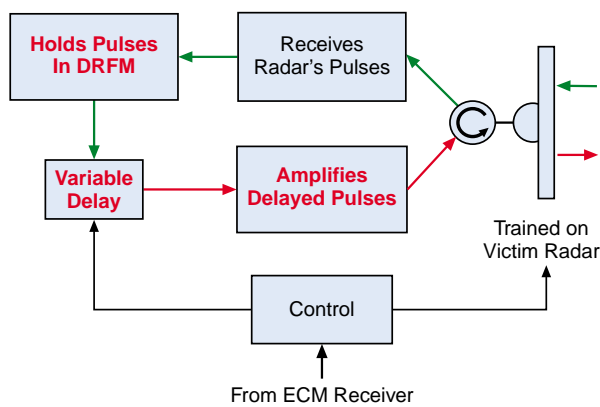 Holds Pulses
In DRFM
Receives
Radar's Pulses
Variable
Delay
Amplifies
Delayed Pulses
Trained on
Victim Radar
Control
From ECM Receiver